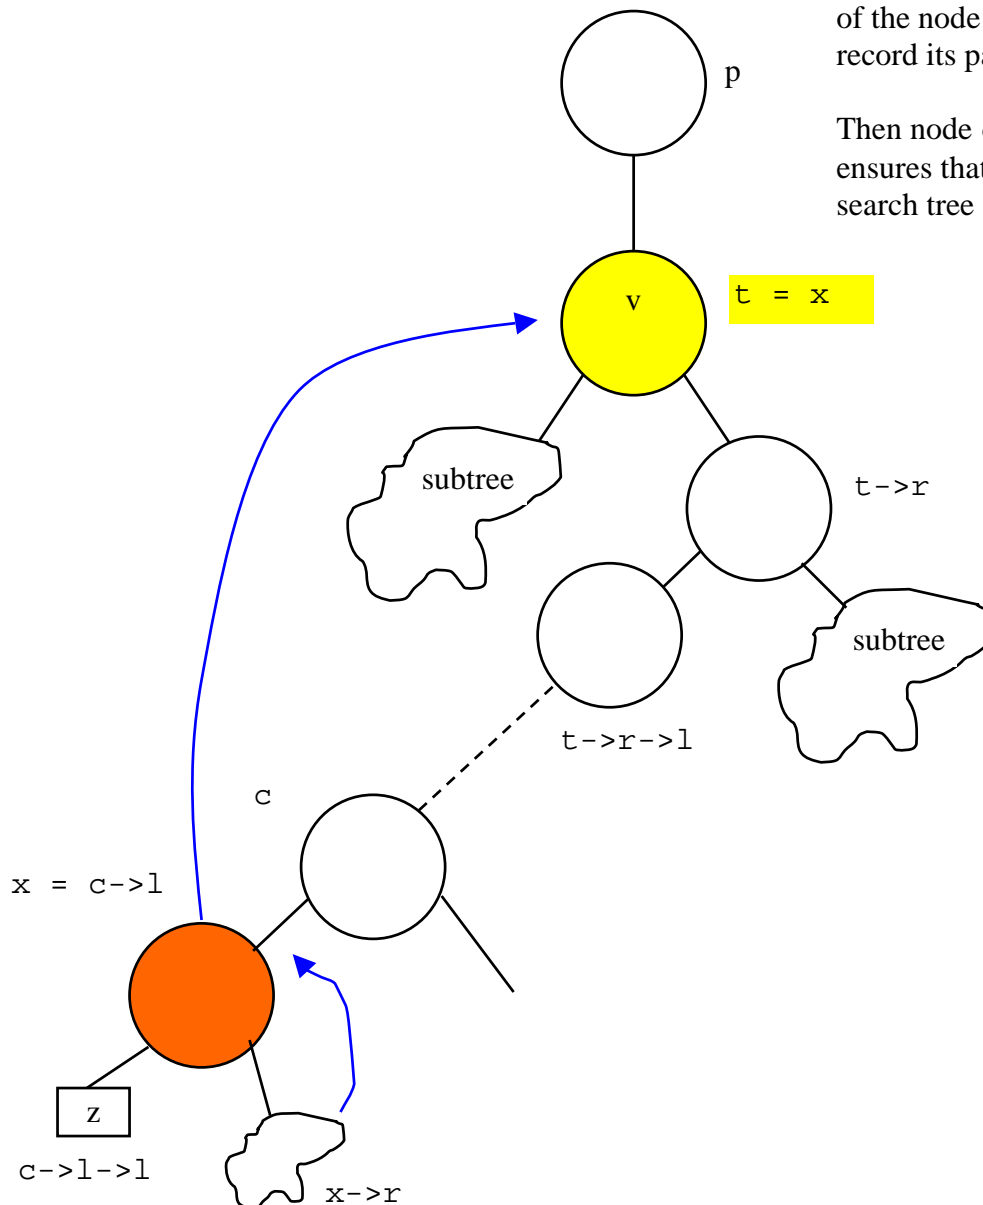 of the node
record its pa
p
Then node
ensures that
search tree
v
t = x
subtree
t->r
subtree
t->r->l
c
x = c->l
z
c->l->l
x->r